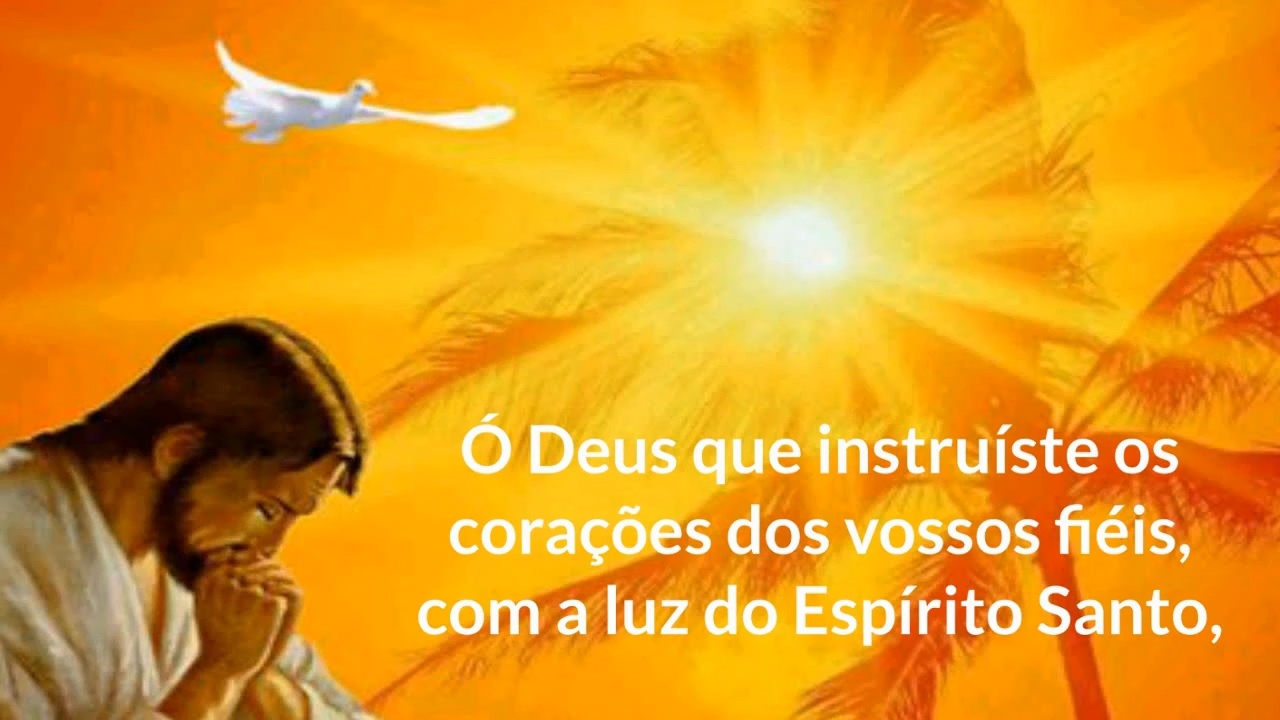 Ó Deus que instruíste os
corações dos vossos fiéis,
com a luz do Espírito Santo,